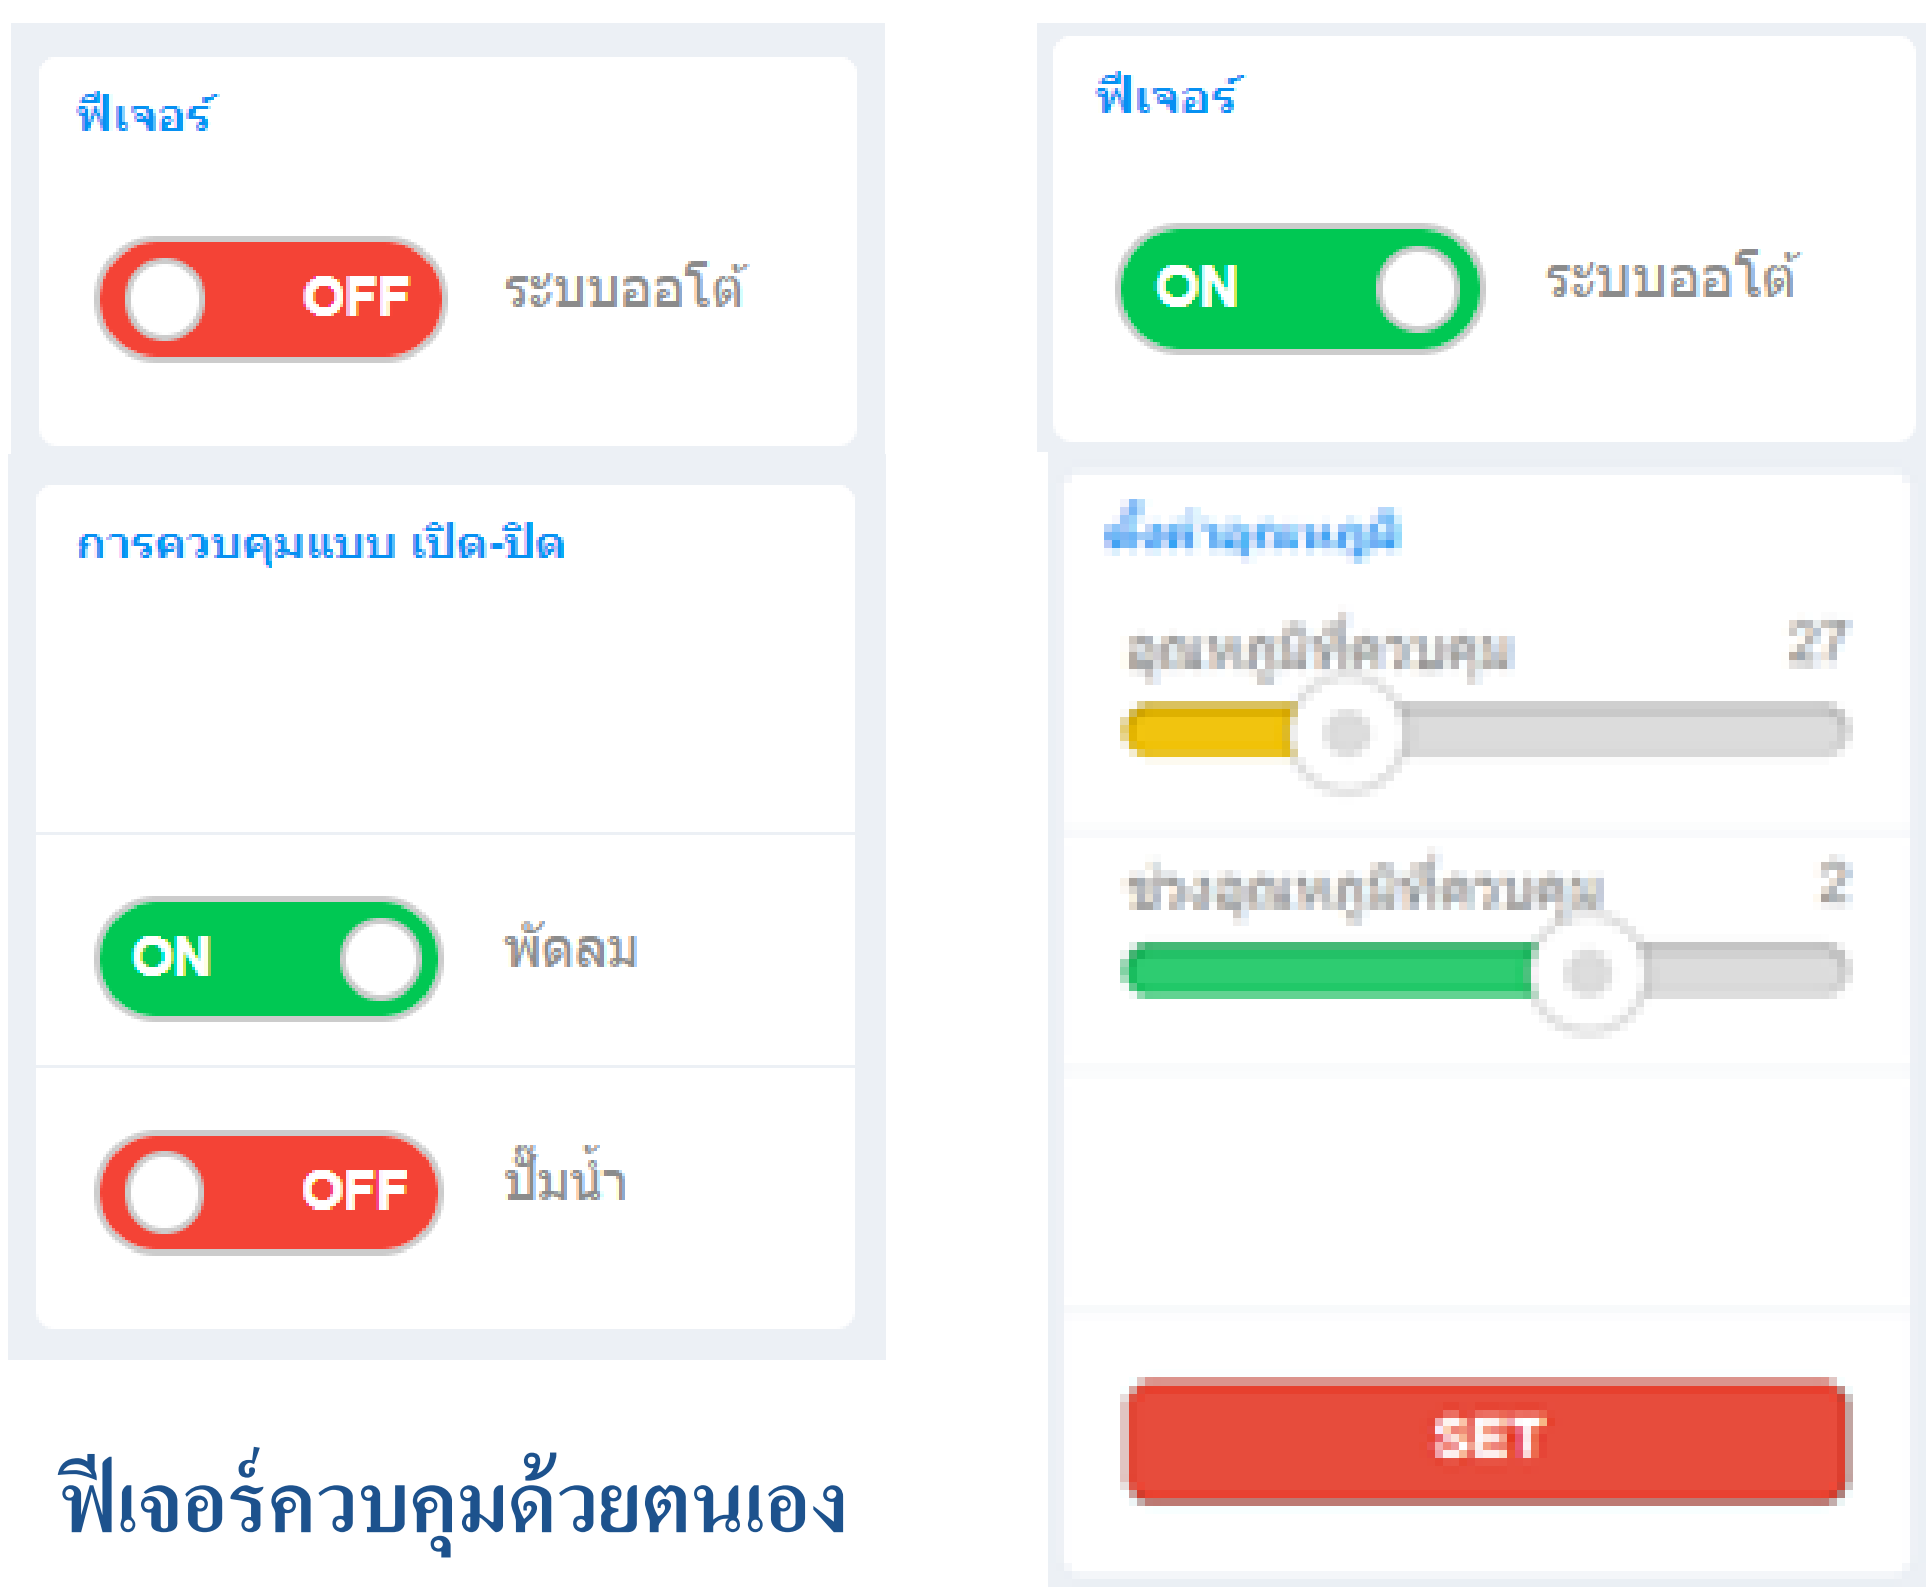 ฟีเจอร์
OFF ระบบออโต้
การควบคุมแบบ เปิด-ปิด
ON พัดลม
OFF ปั๊มน้ำ
ฟีเจอร์ควบคุมด้วยตนเอง
ฟีเจอร์
ON ระบบออโต้
ตั้งค่าอุณหภูมิ
อุณหภูมิที่ควบคุม 27
ช่วงอุณหภูมิที่ควบคุม 2
SET